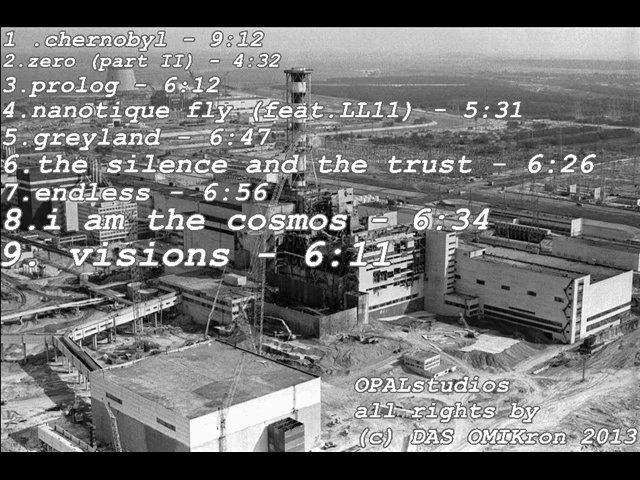 1 .chernobyl - 9:12
2.zero (part II) - 4:32
3.prolog - 6:12
4.nanotique fly (feat.LL11) - 5:31
5.greyland - 6:47
6 the silence and the trust - 6:26
7.endless - 6:56
8.i am the cosmos - 6:34
9. visions - 6:11
OPALstudios
all rights by
(c) DAS OMIKron 2013